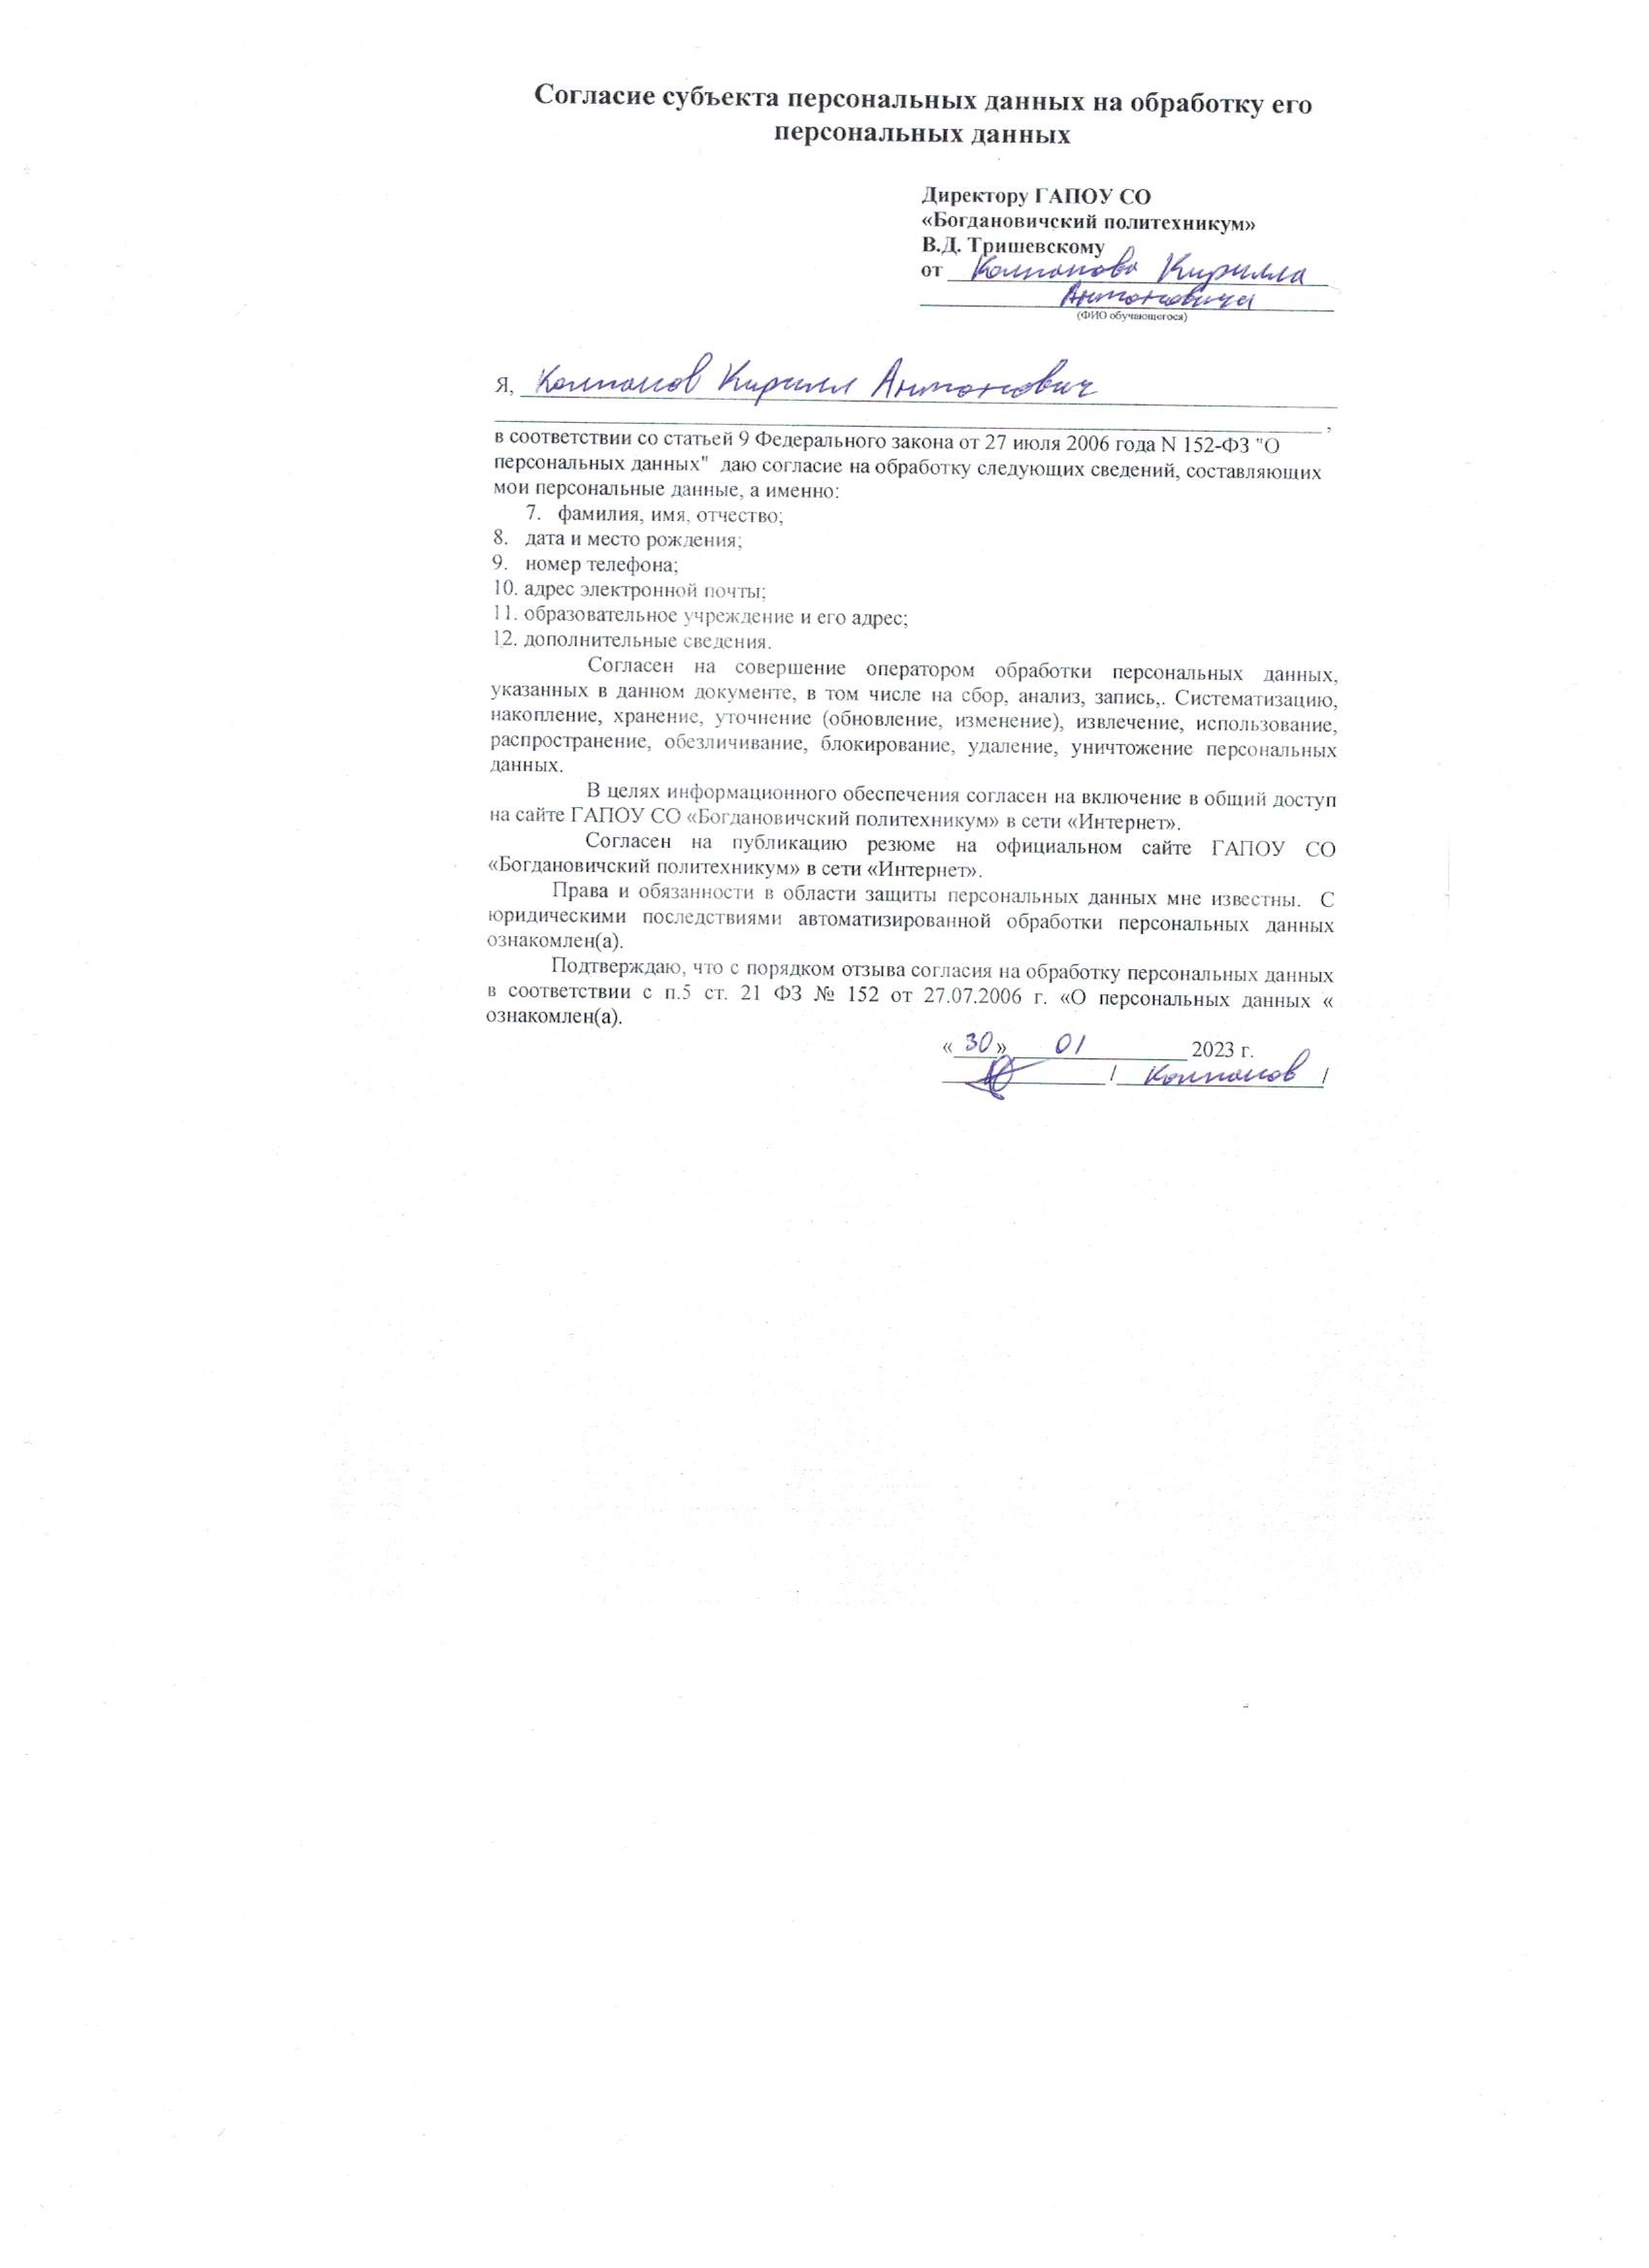 Согласие субъекта персональных данных на обработку его
персональных данных
Директору ГАПОУ СО
«Богдановичский политехникум»
В.Д. Тришевскому
от Колпакова Кирилла
Антоновича
(ФИО обучающегося)
Я, Колпаков Кирилл Антонович
,
в соответствии со статьей 9 Федерального закона от 27 июля 2006 года N 152-ФЗ "О
персональных данных" даю согласие на обработку следующих сведений, составляющих
мои персональные данные, а именно:
7. фамилия, имя, отчество;
8. дата и место рождения;
9. номер телефона;
10. адрес электронной почты;
11. образовательное учреждение и его адрес;
12. дополнительные сведения.
Согласен на совершение оператором обработки персональных данных,
указанных в данном документе, в том числе на сбор, анализ, запись,. Систематизацию,
накопление, хранение, уточнение (обновление, изменение), извлечение, использование,
распространение, обезличивание, блокирование, удаление, уничтожение персональных
данных.
В целях информационного обеспечения согласен на включение в общий доступ
на сайте ГАПОУ СО «Богдановичский политехникум» в сети «Интернет».
Согласен на публикацию резюме на официальном сайте ГАПОУ СО
«Богдановичский политехникум» в сети «Интернет».
Права и обязанности в области защиты персональных данных мне известны. С
юридическими последствиями автоматизированной обработки персональных данных
ознакомлен(а).
Подтверждаю, что с порядком отзыва согласия на обработку персональных данных
в соответствии с п.5 ст. 21 ФЗ № 152 от 27.07.2006 г. «О персональных данных «
ознакомлен(а).
«30» 01 2023 г.
/ Колпаков /